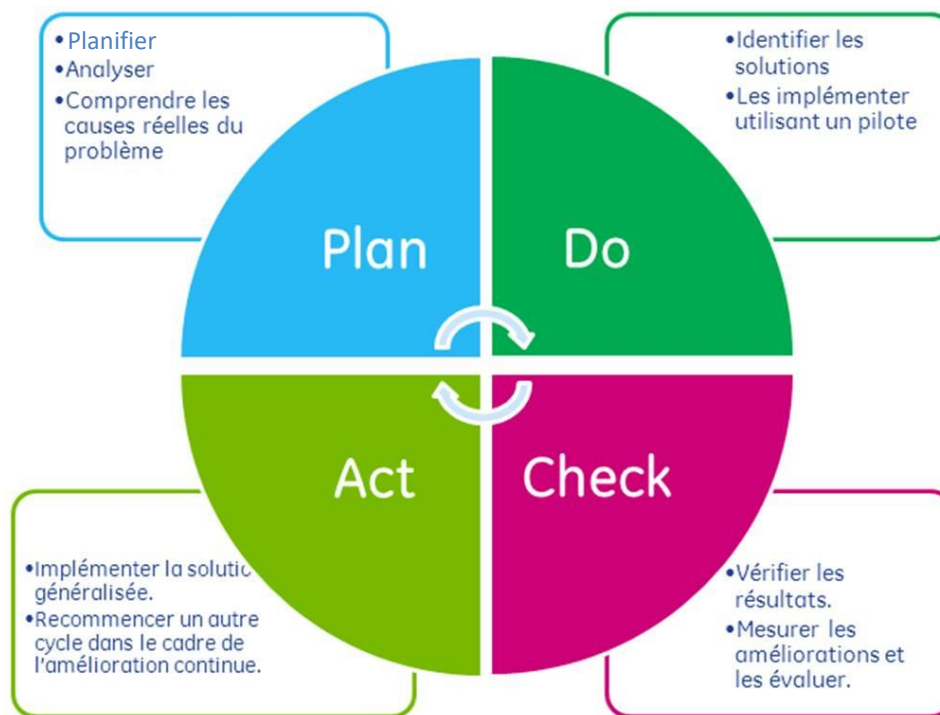 •Planifier
•Analyser
•Comprendre les
causes réelles du
problème
•Identifier les
solutions
•Les implémenter
utilisant un pilote
Plan
Do
Act
Check
•Implémenter la solutio
généralisée.
•Recommencer un autre
cycle dans le cadre de
l'amélioration continue.
•Vérifier les
résultats.
•Mesurer les
améliorations et
les évaluer.